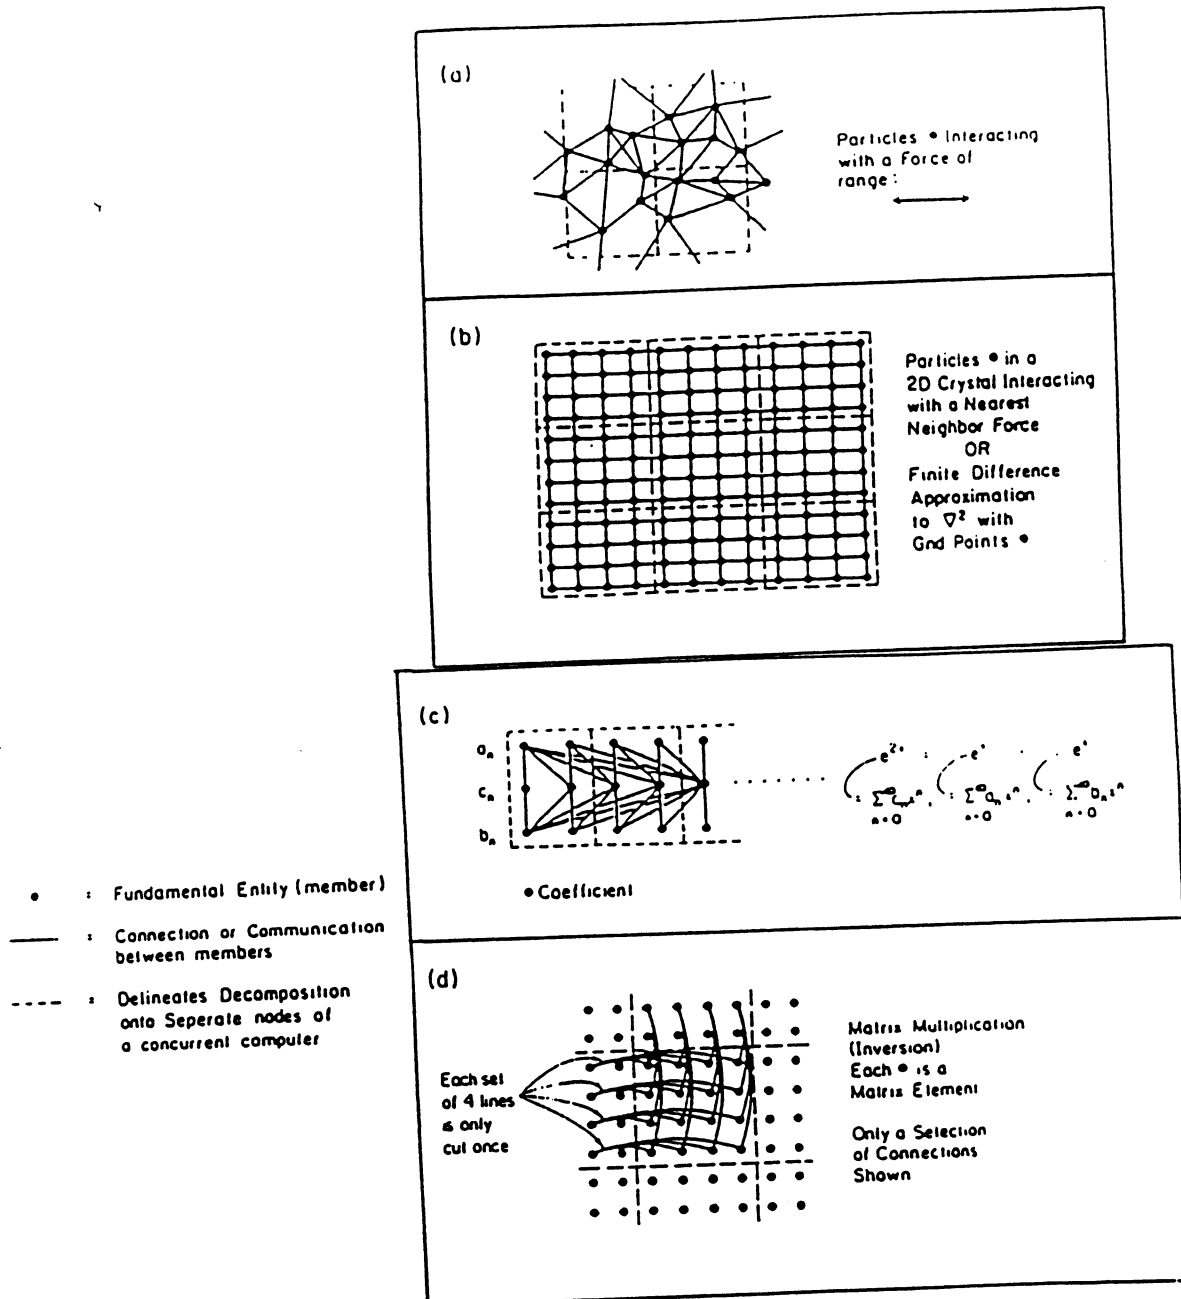 (a)
Particles • Interacting
with a Force of
range:
(b)
Particles • in a
2D Crystal Interacting
with a Nearest
Neighbor Force
OR
Finite Difference
Approximation
to ∇² with
Grid Points •
(c)
aₙ
cₙ
bₙ
• Coefficient
• : Fundamental Entity (member)
: Connection or Communication
between members
---- : Delineates Decomposition
onto Seperate nodes of
a concurrent computer
(d)
Each set
of 4 lines
is only
cut once
Matrix Multiplication
(Inversion)
Each • is a
Matrix Element
Only a Selection
of Connections
Shown